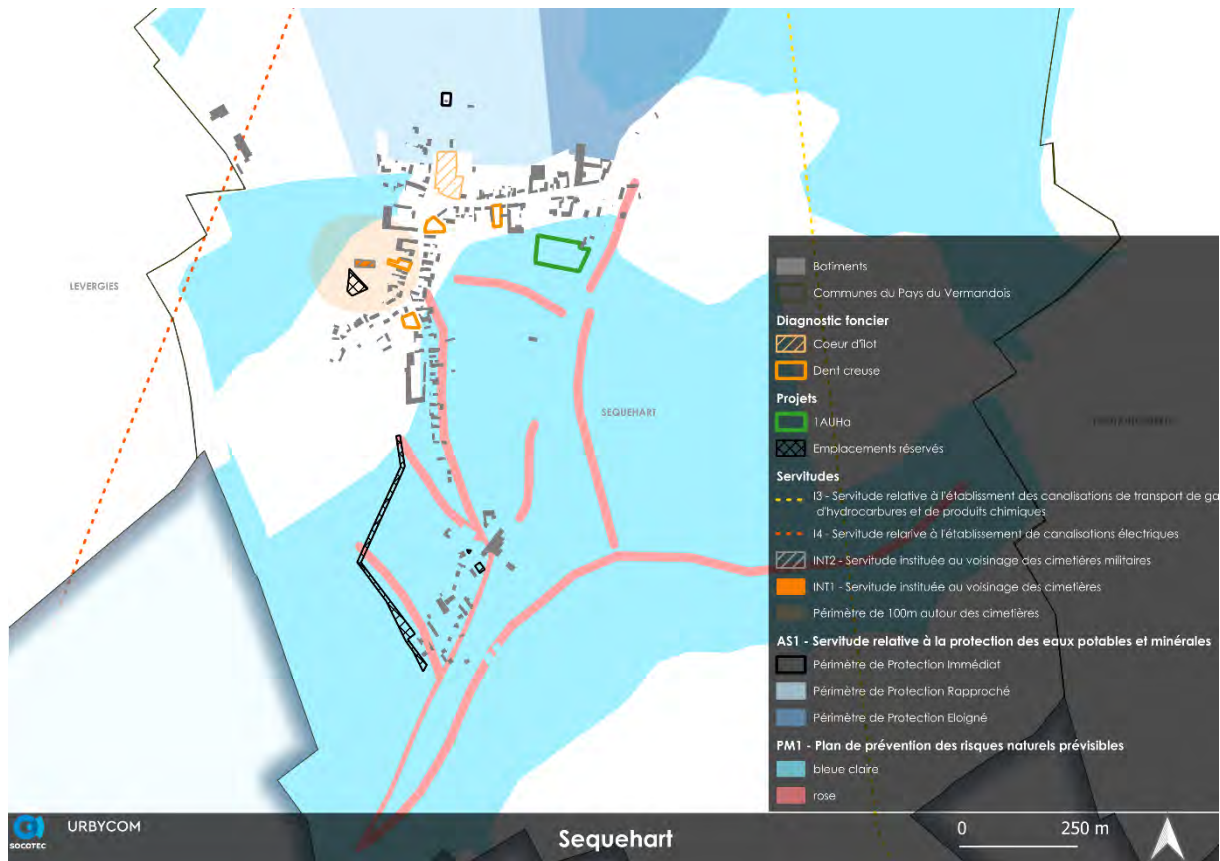 LEVERGIES
SEQUEHART
Batiments
Communes du Pays du Vermandois
Diagnostic foncier
Coeur d'îlot
Dent creuse
Projets
1AUHa
Emplacements réservés
Servitudes
I3 - Servitude relative à l'établissment des canalisations de transport de ga
d'hydrocarbures et de produits chimiques
I4 - Servitude relarive à l'établissement de canalisations électriques
INT2 - Servitude instituée au voisinage des cimetières militaires
INT1 - Servitude instituée au voisinage des cimetières
Périmètre de 100m autour des cimetières
AS1 - Servitude relative à la protection des eaux potables et minérales
Périmètre de Protection Immédiat
Périmètre de Protection Rapproché
Périmètre de Protection Eloigné
PM1 - Plan de prévention des risques naturels prévisibles
bleue claire
rose
SOCOTEC
URBYCOM
Sequehart
0 250 m